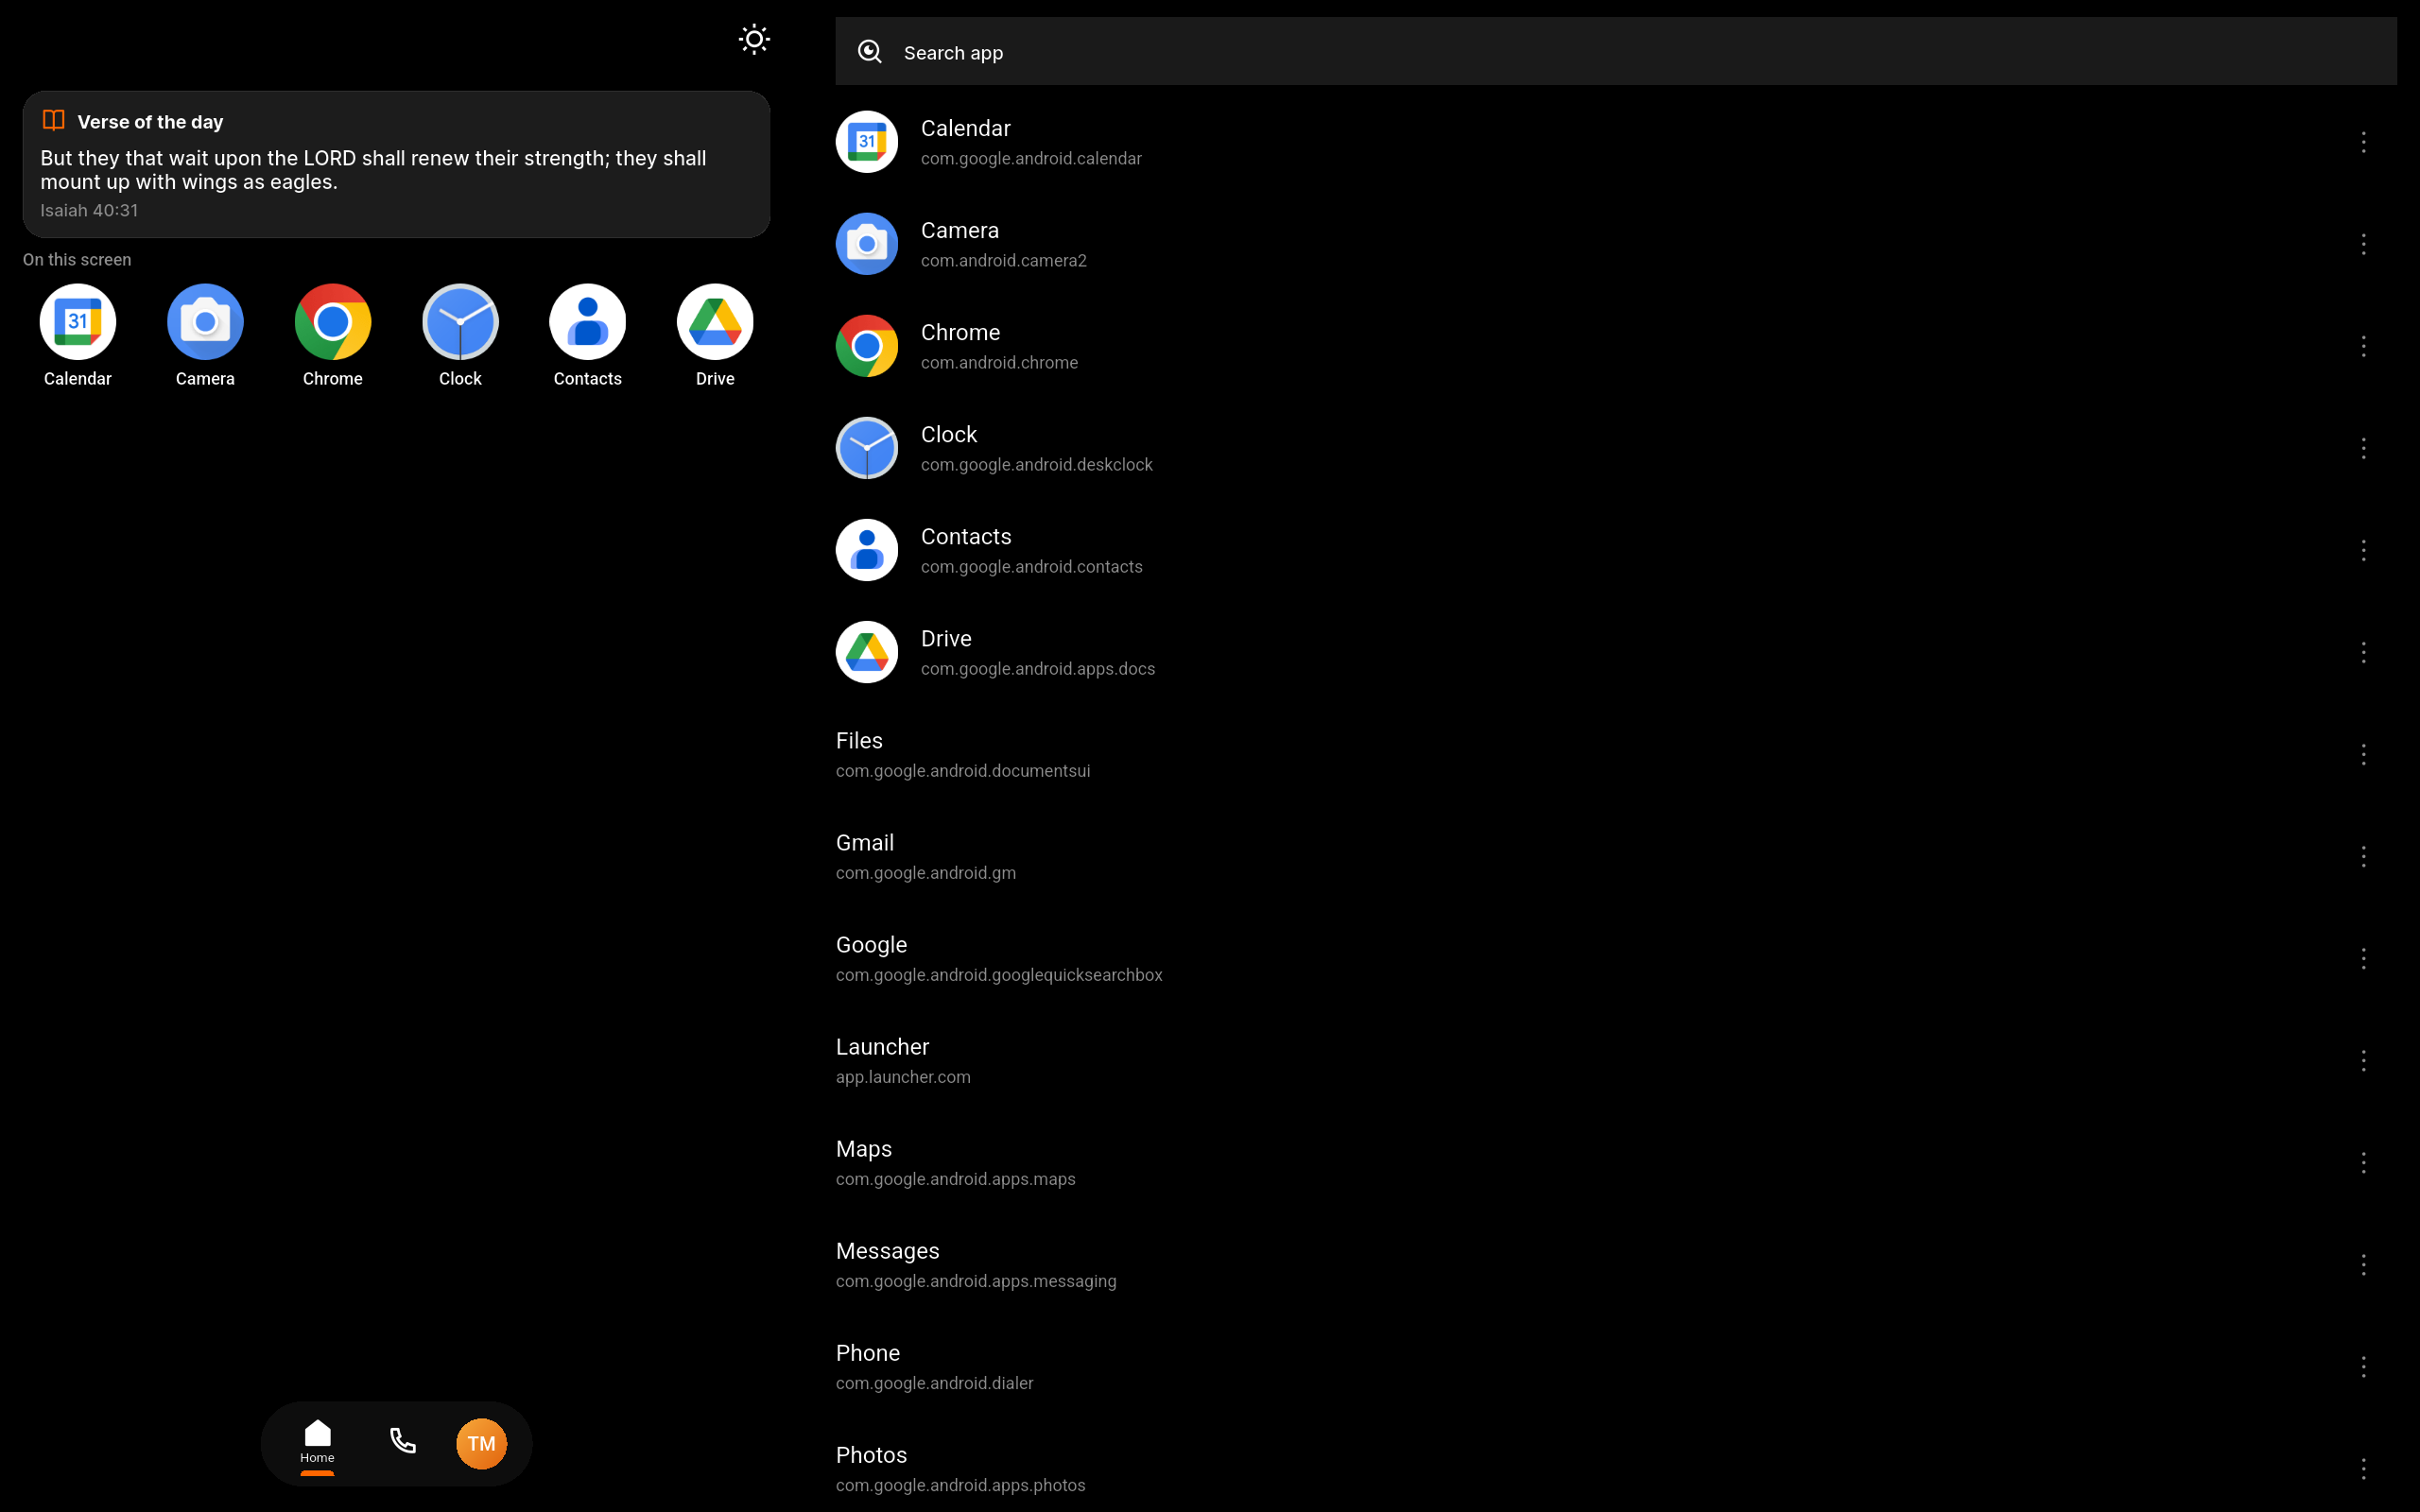 Verse of the day
But they that wait upon the LORD shall renew their strength; they shall
mount up with wings as eagles.
Isaiah 40:31
On this screen
31
Calendar
Camera
Chrome
Clock
Contacts
Drive
Home
TM
Search app
31
Calendar
com.google.android.calendar
Camera
com.android.camera2
Chrome
com.android.chrome
Clock
com.google.android.deskclock
Contacts
com.google.android.contacts
Drive
com.google.android.apps.docs
Files
com.google.android.documentsui
Gmail
com.google.android.gm
Google
com.google.android.googlequicksearchbox
Launcher
app.launcher.com
Maps
com.google.android.apps.maps
Messages
com.google.android.apps.messaging
Phone
com.google.android.dialer
Photos
com.google.android.apps.photos